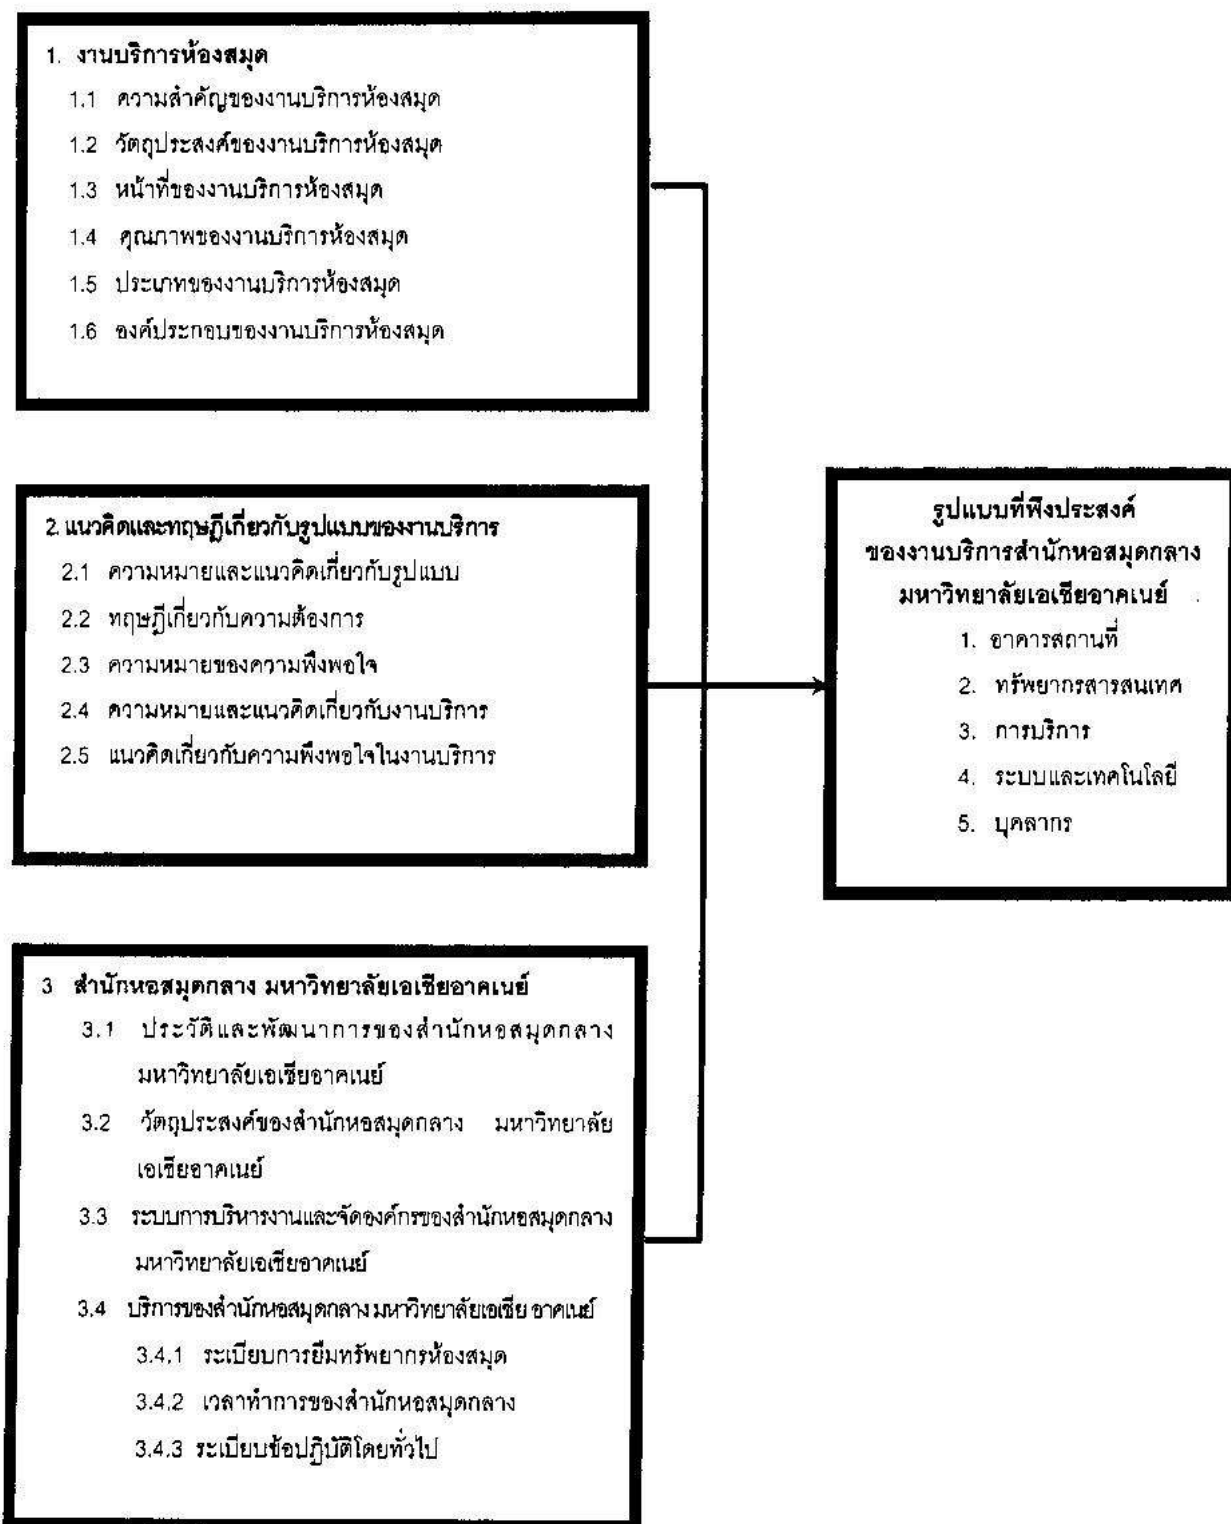 1. งานบริการห้องสมุด
1.1 ความสำคัญของงานบริการห้องสมุด
1.2 วัตถุประสงค์ของงานบริการห้องสมุด
1.3 หน้าที่ของงานบริการห้องสมุด
1.4 คุณภาพของงานบริการห้องสมุด
1.5 ประเภทของงานบริการห้องสมุด
1.6 องค์ประกอบของงานบริการห้องสมุด
2. แนวคิดและทฤษฎีเกี่ยวกับรูปแบบของงานบริการ
2.1 ความหมายและแนวคิดเกี่ยวกับรูปแบบ
2.2 ทฤษฎีเกี่ยวกับความต้องการ
2.3 ความหมายของความพึงพอใจ
2.4 ความหมายและแนวคิดเกี่ยวกับงานบริการ
2.5 แนวคิดเกี่ยวกับความพึงพอใจในงานบริการ
3 สำนักหอสมุดกลาง มหาวิทยาลัยเอเชียอาคเนย์
3.1 ประวัติและพัฒนาการของสำนักหอสมุดกลาง
มหาวิทยาลัยเอเชียอาคเนย์
3.2 วัตถุประสงค์ของสำนักหอสมุดกลาง มหาวิทยาลัย
เอเชียอาคเนย์
3.3 ระบบการบริหารงานและจัดองค์กรของสำนักหอสมุดกลาง
มหาวิทยาลัยเอเชียอาคเนย์
3.4 บริการของสำนักหอสมุดกลาง มหาวิทยาลัยเอเชีย อาคเนย์
3.4.1 ระเบียบการยืมทรัพยากรห้องสมุด
3.4.2 เวลาทำการของสำนักหอสมุดกลาง
3.4.3 ระเบียบข้อปฏิบัติโดยทั่วไป
รูปแบบที่พึงประสงค์
ของงานบริการสำนักหอสมุดกลาง
มหาวิทยาลัยเอเชียอาคเนย์
1. อาคารสถานที่
2. ทรัพยากรสารสนเทศ
3. การบริการ
4. ระบบและเทคโนโลยี
5. บุคลากร